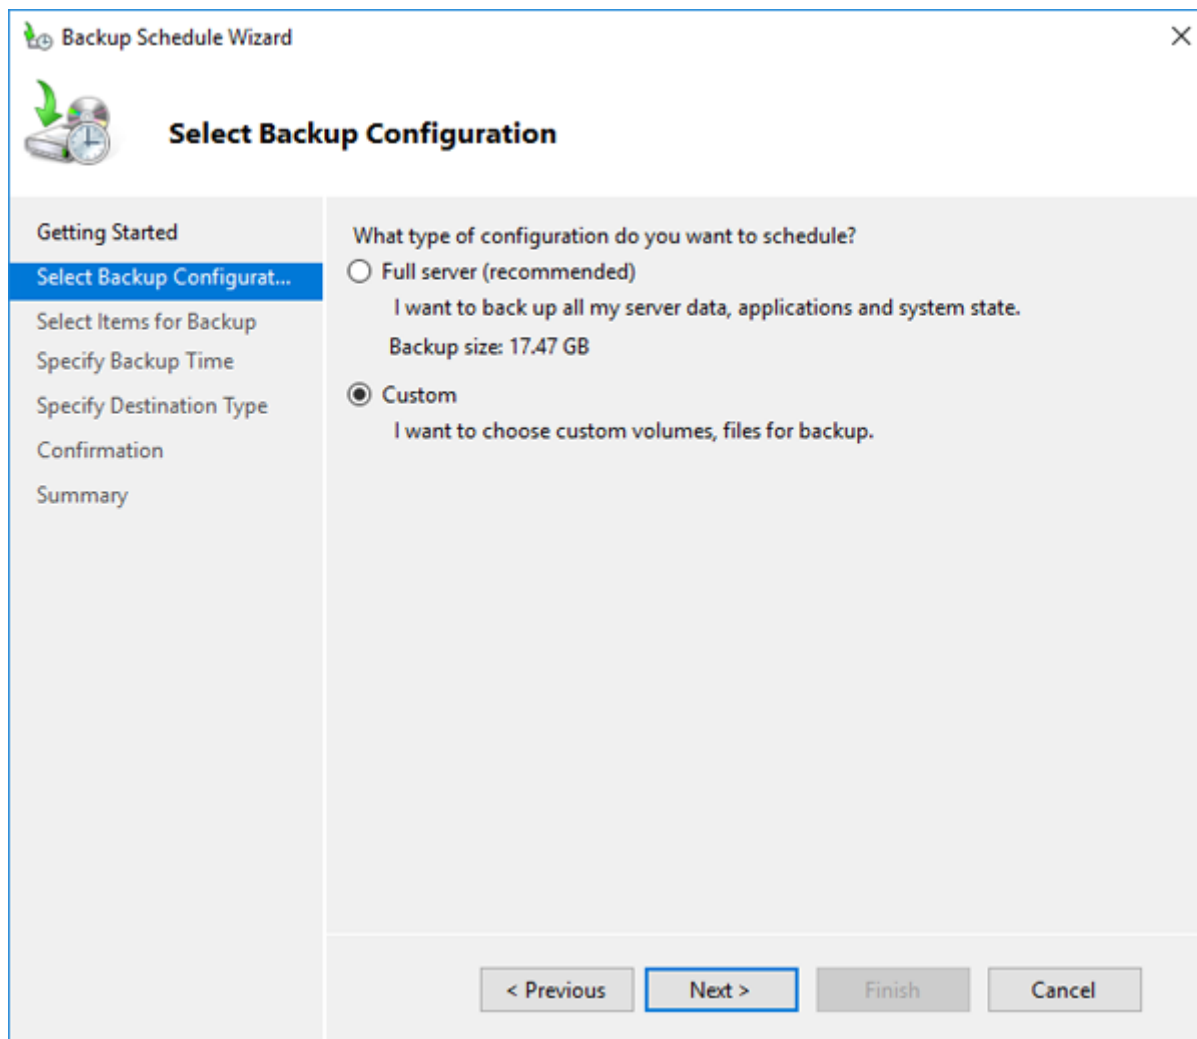 Backup Schedule Wizard
Select Backup Configuration
Getting Started
Select Backup Configurat...
Select Items for Backup
Specify Backup Time
Specify Destination Type
Confirmation
Summary
What type of configuration do you want to schedule?
Full server (recommended)
I want to back up all my server data, applications and system state.
Backup size: 17.47 GB
Custom
I want to choose custom volumes, files for backup.
< Previous
Next >
Finish
Cancel